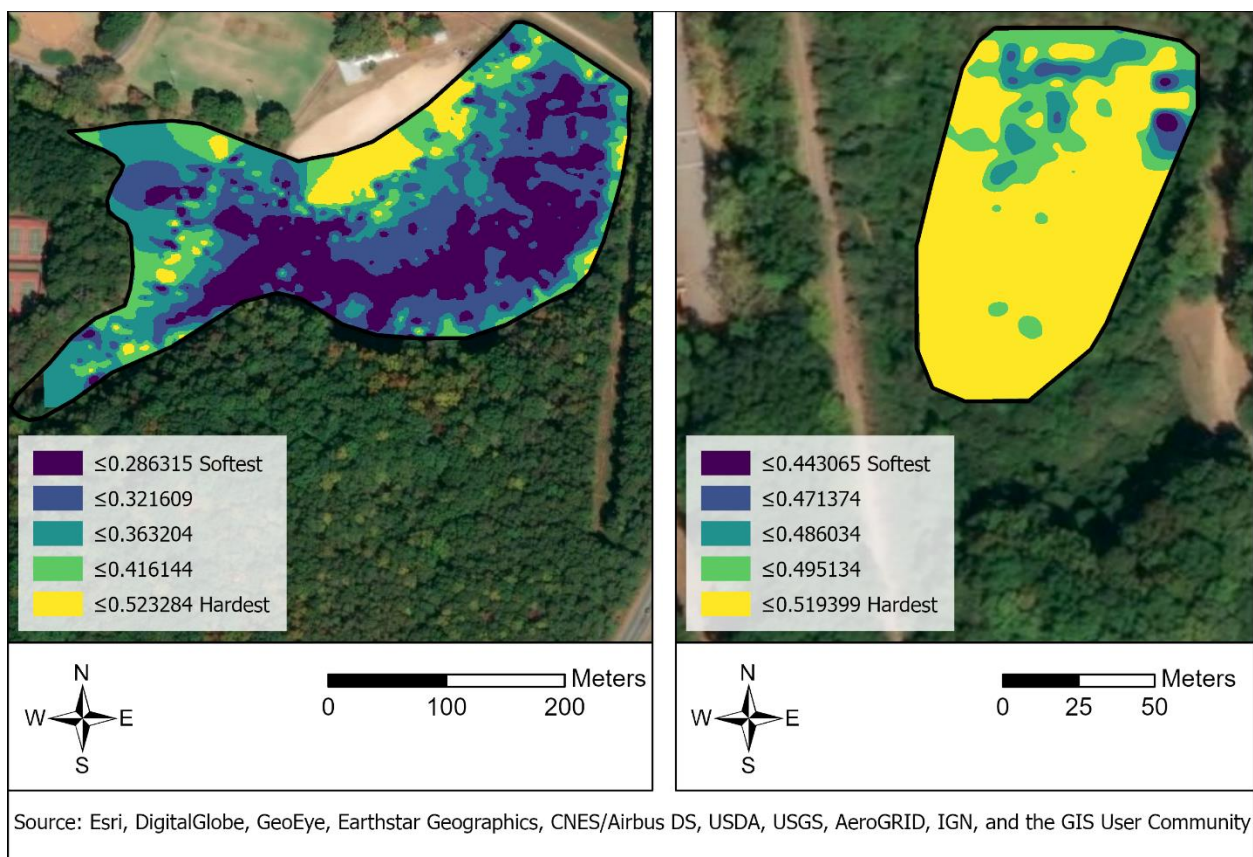 ≤0.286315 Softest
≤0.321609
≤0.363204
≤0.416144
≤0.523284 Hardest
N
W E
S
Meters
0 100 200
≤0.443065 Softest
≤0.471374
≤0.486034
≤0.495134
≤0.519399 Hardest
N
W E
S
Meters
0 25 50
Source: Esri, DigitalGlobe, GeoEye, Earthstar Geographics, CNES/Airbus DS, USDA, USGS, AeroGRID, IGN, and the GIS User Community